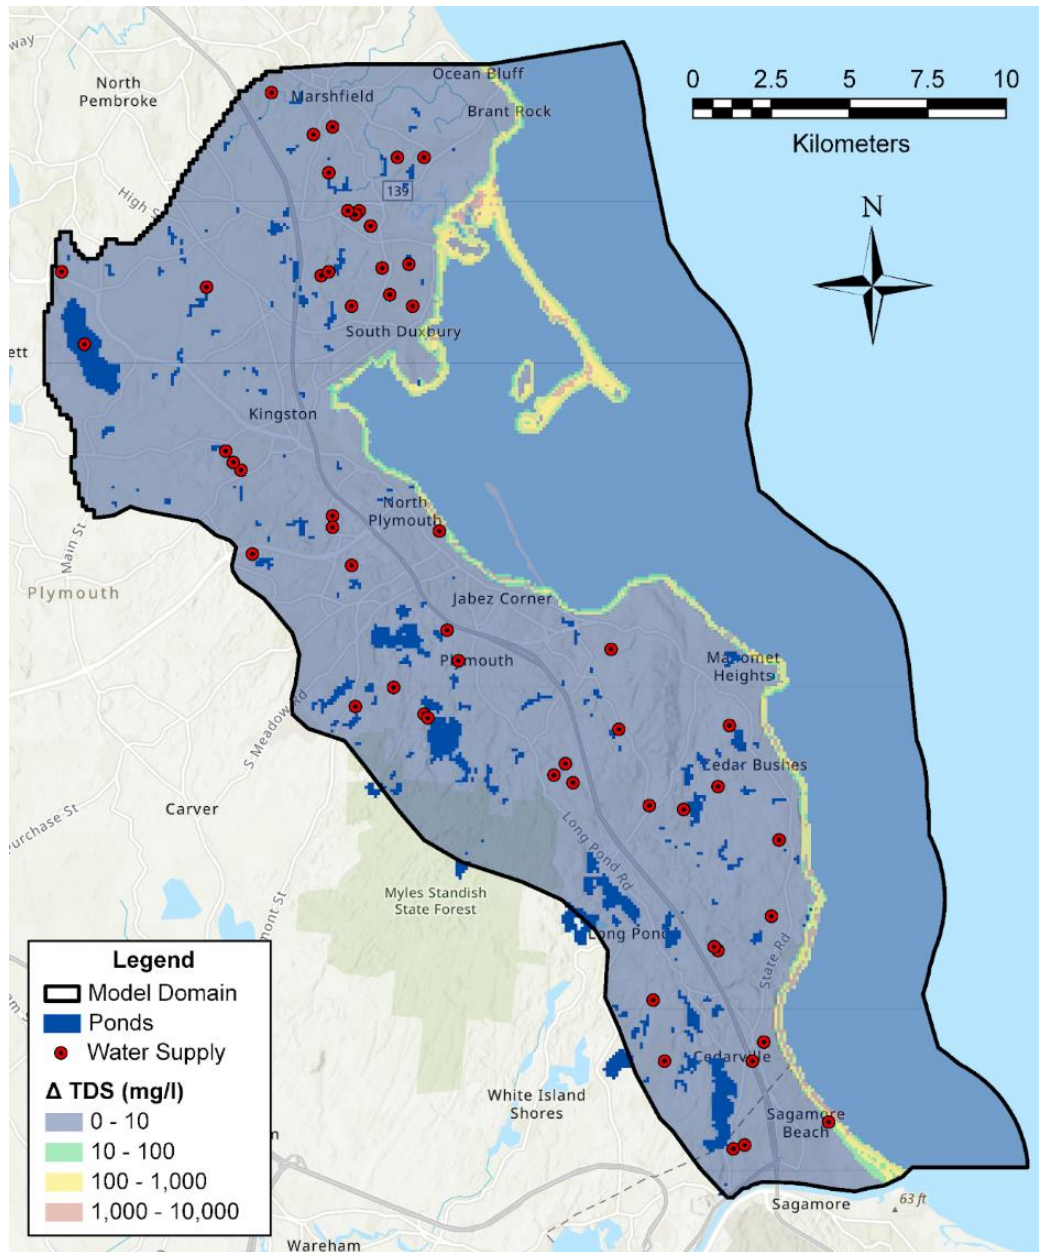 way
North
Pembroke
Marshfield
Ocean Bluff
Brant Rock
0 2.5 5 7.5 10
Kilometers
High S
139
N
ett
South Duxbury
Kingston
North
Plymouth
Main St
Plymouth
Jabez Corner
Plymouth
Manomet
Heights
S Meadow Rd
Cedar Bushes
Carver
urchase St
Long Pond Rd
Myles Standish
State Forest
mont St
Long Pond
State Rd
Cedarville
White Island
Shores
Sagamore
Beach
Sagamore
63 ft
Wareham
Legend
Model Domain
Ponds
Water Supply
Δ TDS (mg/l)
0 - 10
10 - 100
100 - 1,000
1,000 - 10,000